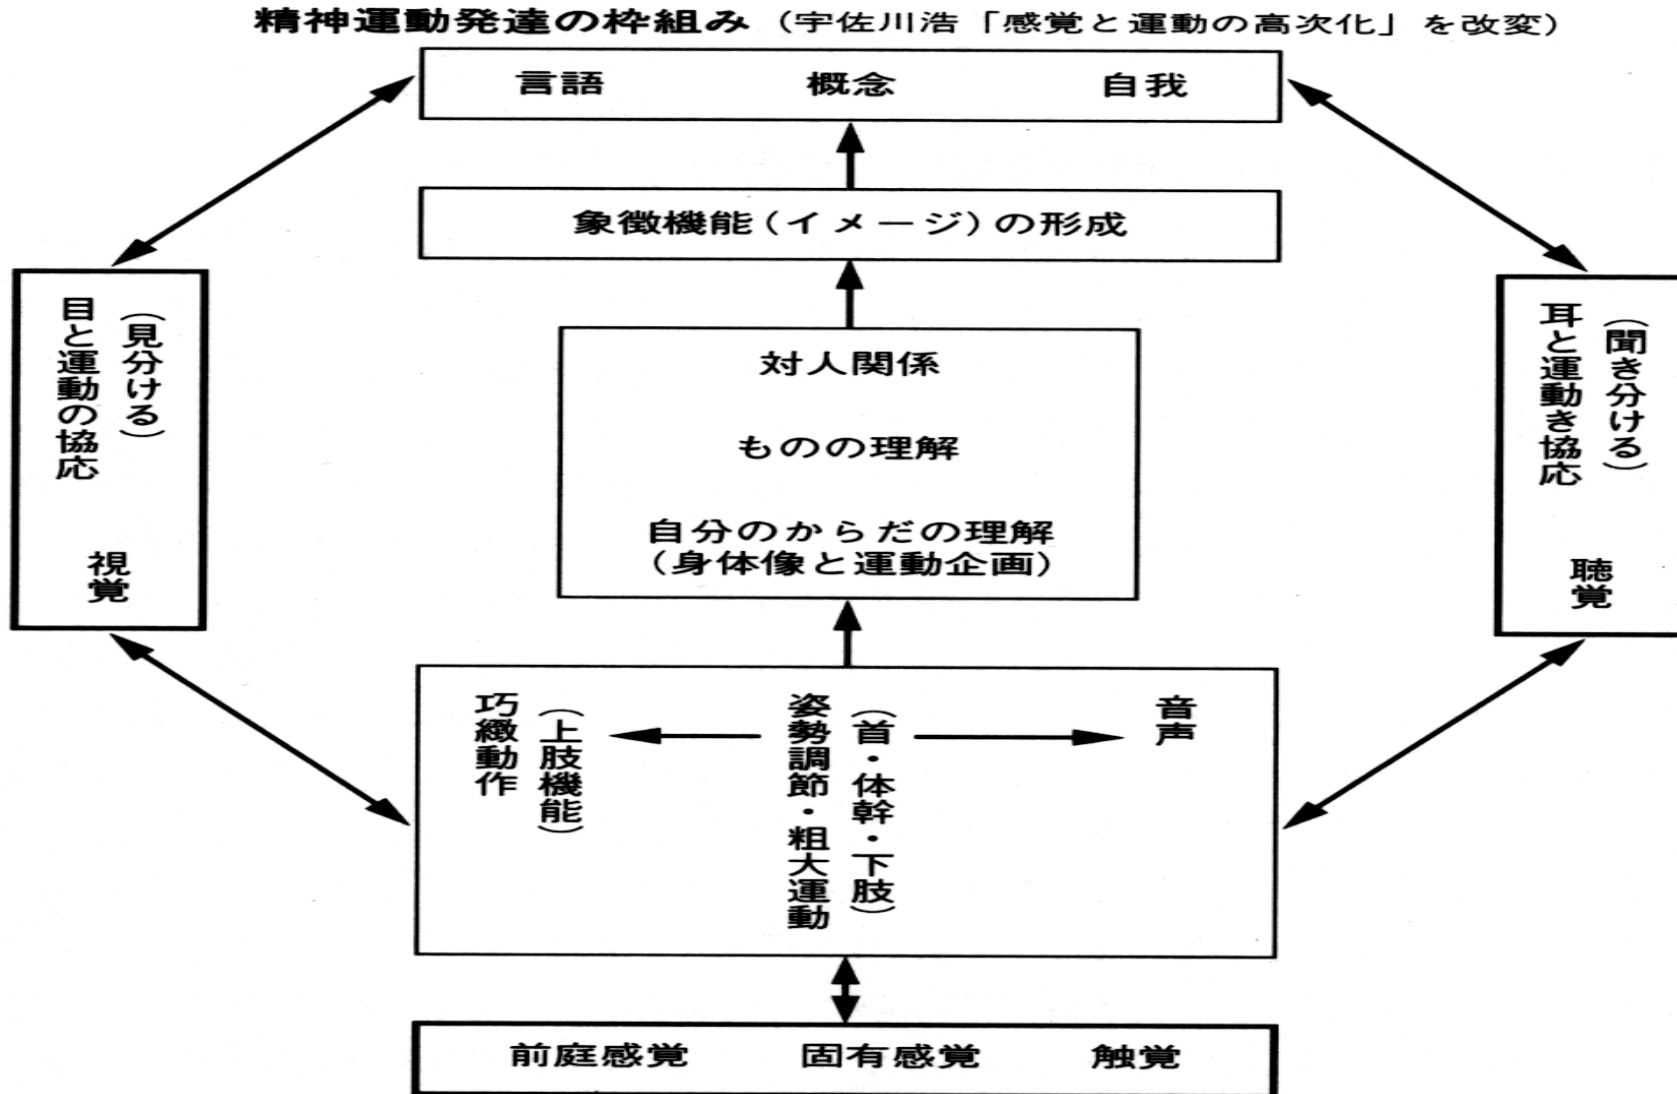 精神運動発達の枠組み（宇佐川浩「感覚と運動の高次化」を改変）
言語 概念 自我
象徴機能（イメージ）の形成
（見分ける）
目と運動の協応
視覚
対人関係
ものの理解
自分のからだの理解
（身体像と運動企画）
（聞き分ける）
耳と運動き協応
聴覚
（上肢機能）
巧緻動作
（首・体幹・下肢）
姿勢調節・粗大運動
音声
前庭感覚 固有感覚 触覚